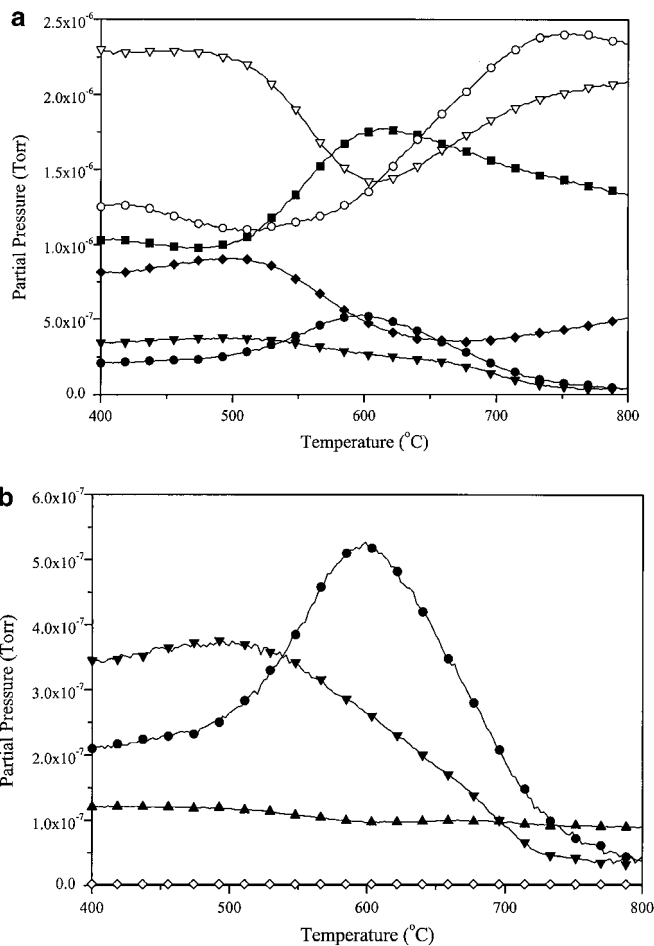 a
2.5x10-6
2.0x10-6
1.5x10-6
1.0x10-6
5.0x10-7
0.0
Partial Pressure (Torr)
400 500 600 700 800
Temperature (°C)
b
6.0x10-7
5.0x10-7
4.0x10-7
3.0x10-7
2.0x10-7
1.0x10-7
0.0
Partial Pressure (Torr)
400 500 600 700 800
Temperature (°C)